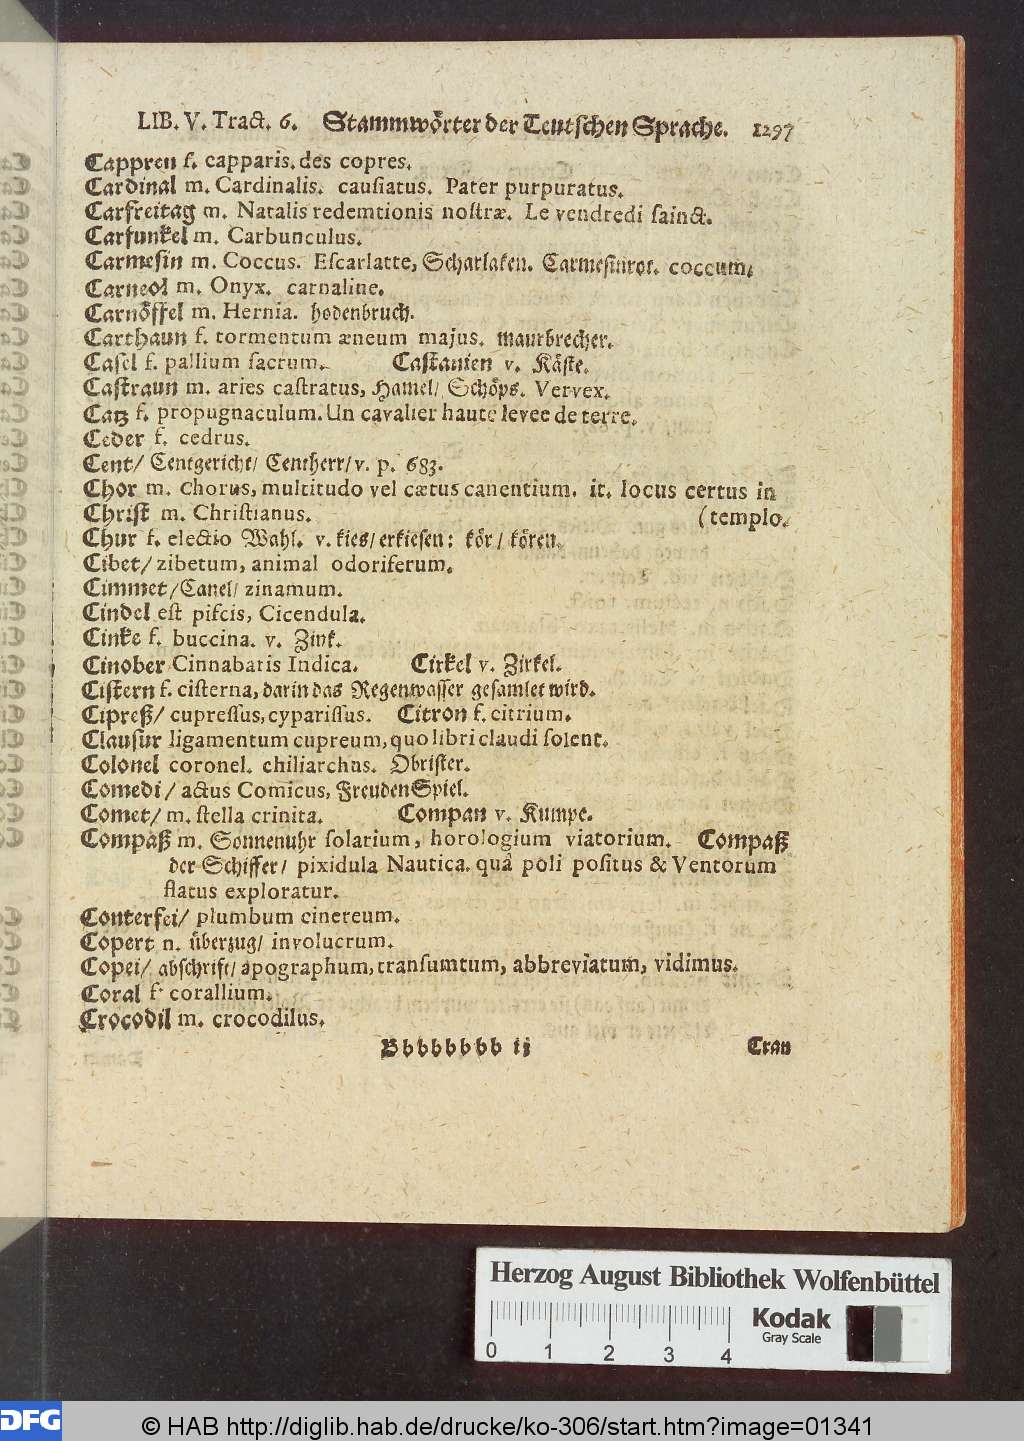 LIB. V. Tract. 6. Stammwörter der Teutschen Sprache. 1297
Cappren f. capparis. des copres.
Cardinal m. Cardinalis. causiatus. Pater purpuratus.
Carfreitag m. Natalis redemtionis nostræ. Le vendredi sainct.
Carfunkel m. Carbunculus.
Carmesin m. Coccus. Escarlatte, Scharlaken. Carmesinrot. coccum.
Carneol m. Onyx. carnaline.
Carnöffel m. Hernia. hodenbruch.
Carthaun f. tormentum æneum majus. maurbrecher.
Casel f. pallium sacrum. Castanien v. Käste.
Castraun m. aries castratus, Hamel/ Schöps. Vervex.
Catz f. propugnaculum. Un cavalier haute levee de terre.
Ceder f. cedrus.
Cent/ Centgericht/ Centherr/ v. p. 683.
Chor m. chorus, multitudo vel cætus canentium. it. locus certus in
Christ m. Christianus. (templo.
Chur f. electio Wahl. v. kies/ erkiesen: kör/ kören.
Cibet/ zibetum, animal odoriferum.
Cimmet/ Canel/ zinamum.
Cindel est piscis, Cicendula.
Cinke f. buccina. v. Zink.
Cinober Cinnabaris Indica. Cirkel v. Zirkel.
Cistern f. cisterna, darin das Regenwasser gesamlet wird.
Cipreß/ cupressus, cyparissus. Citron f. citrium.
Clausur ligamentum cupreum, quo libri claudi solent.
Colonel coronel. chiliarchus. Obrister.
Comedi/ actus Comicus, FreudenSpiel.
Comet/ m. stella crinita. Compan v. Kumpe.
Compaß m. Sonnenuhr solarium, horologium viatorium. Compaß
der Schiffer/ pixidula Nautica. quâ poli positus & Ventorum
flatus exploratur.
Conterfei/ plumbum cinereum.
Copert n. überzug/ involucrum.
Copei/ abschrift/ apographum, transumtum, abbreviatum, vidimus.
Coral f. corallium.
Crocodil m. crocodilus.
Bbbbbbbb ij Cran
Herzog August Bibliothek Wolfenbüttel
Kodak
Gray Scale
0 1 2 3 4
DFG
© HAB http://diglib.hab.de/drucke/ko-306/start.htm?image=01341